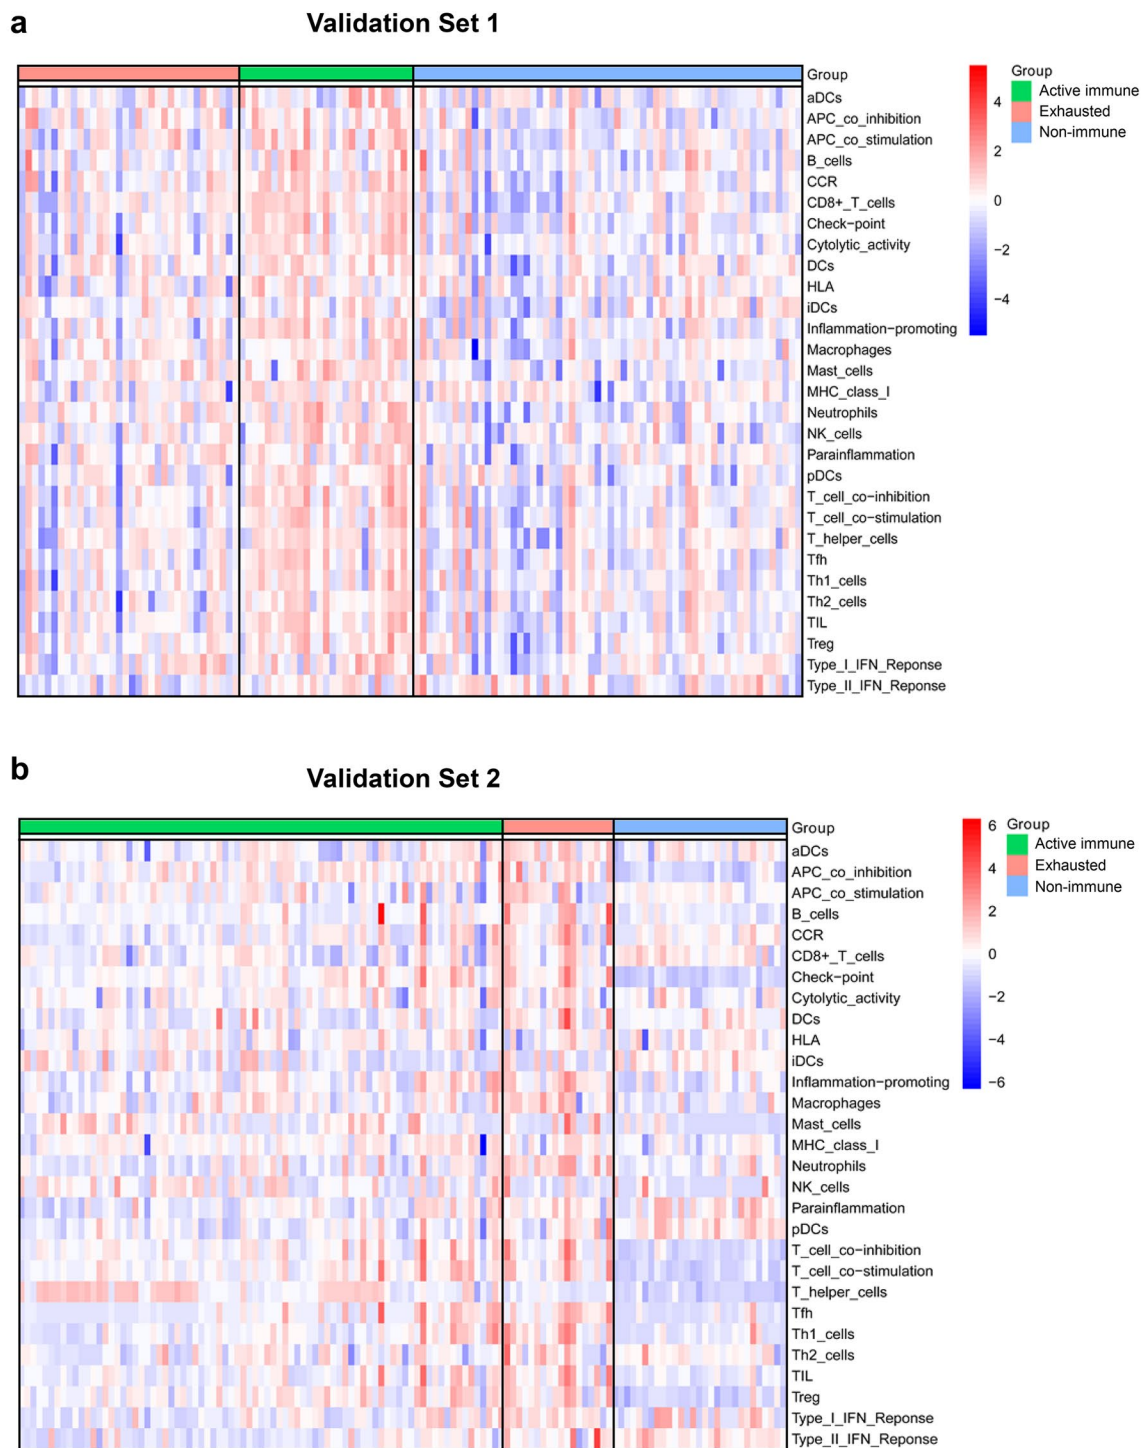 a
Validation Set 1
Group
aDCs
APC_co_inhibition
APC_co_stimulation
B_cells
CCR
CD8+_T_cells
Check-point
Cytolytic_activity
DCs
HLA
iDCs
Inflammation-promoting
Macrophages
Mast_cells
MHC_class_I
Neutrophils
NK_cells
Parainflammation
pDCs
T_cell_co-inhibition
T_cell_co-stimulation
T_helper_cells
Tfh
Th1_cells
Th2_cells
TIL
Treg
Type_I_IFN_Reponse
Type_II_IFN_Reponse
4
2
0
−2
−4
Group
Active immune
Exhausted
Non-immune
b
Validation Set 2
Group
aDCs
APC_co_inhibition
APC_co_stimulation
B_cells
CCR
CD8+_T_cells
Check-point
Cytolytic_activity
DCs
HLA
iDCs
Inflammation-promoting
Macrophages
Mast_cells
MHC_class_I
Neutrophils
NK_cells
Parainflammation
pDCs
T_cell_co-inhibition
T_cell_co-stimulation
T_helper_cells
Tfh
Th1_cells
Th2_cells
TIL
Treg
Type_I_IFN_Reponse
Type_II_IFN_Reponse
6
4
2
0
−2
−4
−6
Group
Active immune
Exhausted
Non-immune